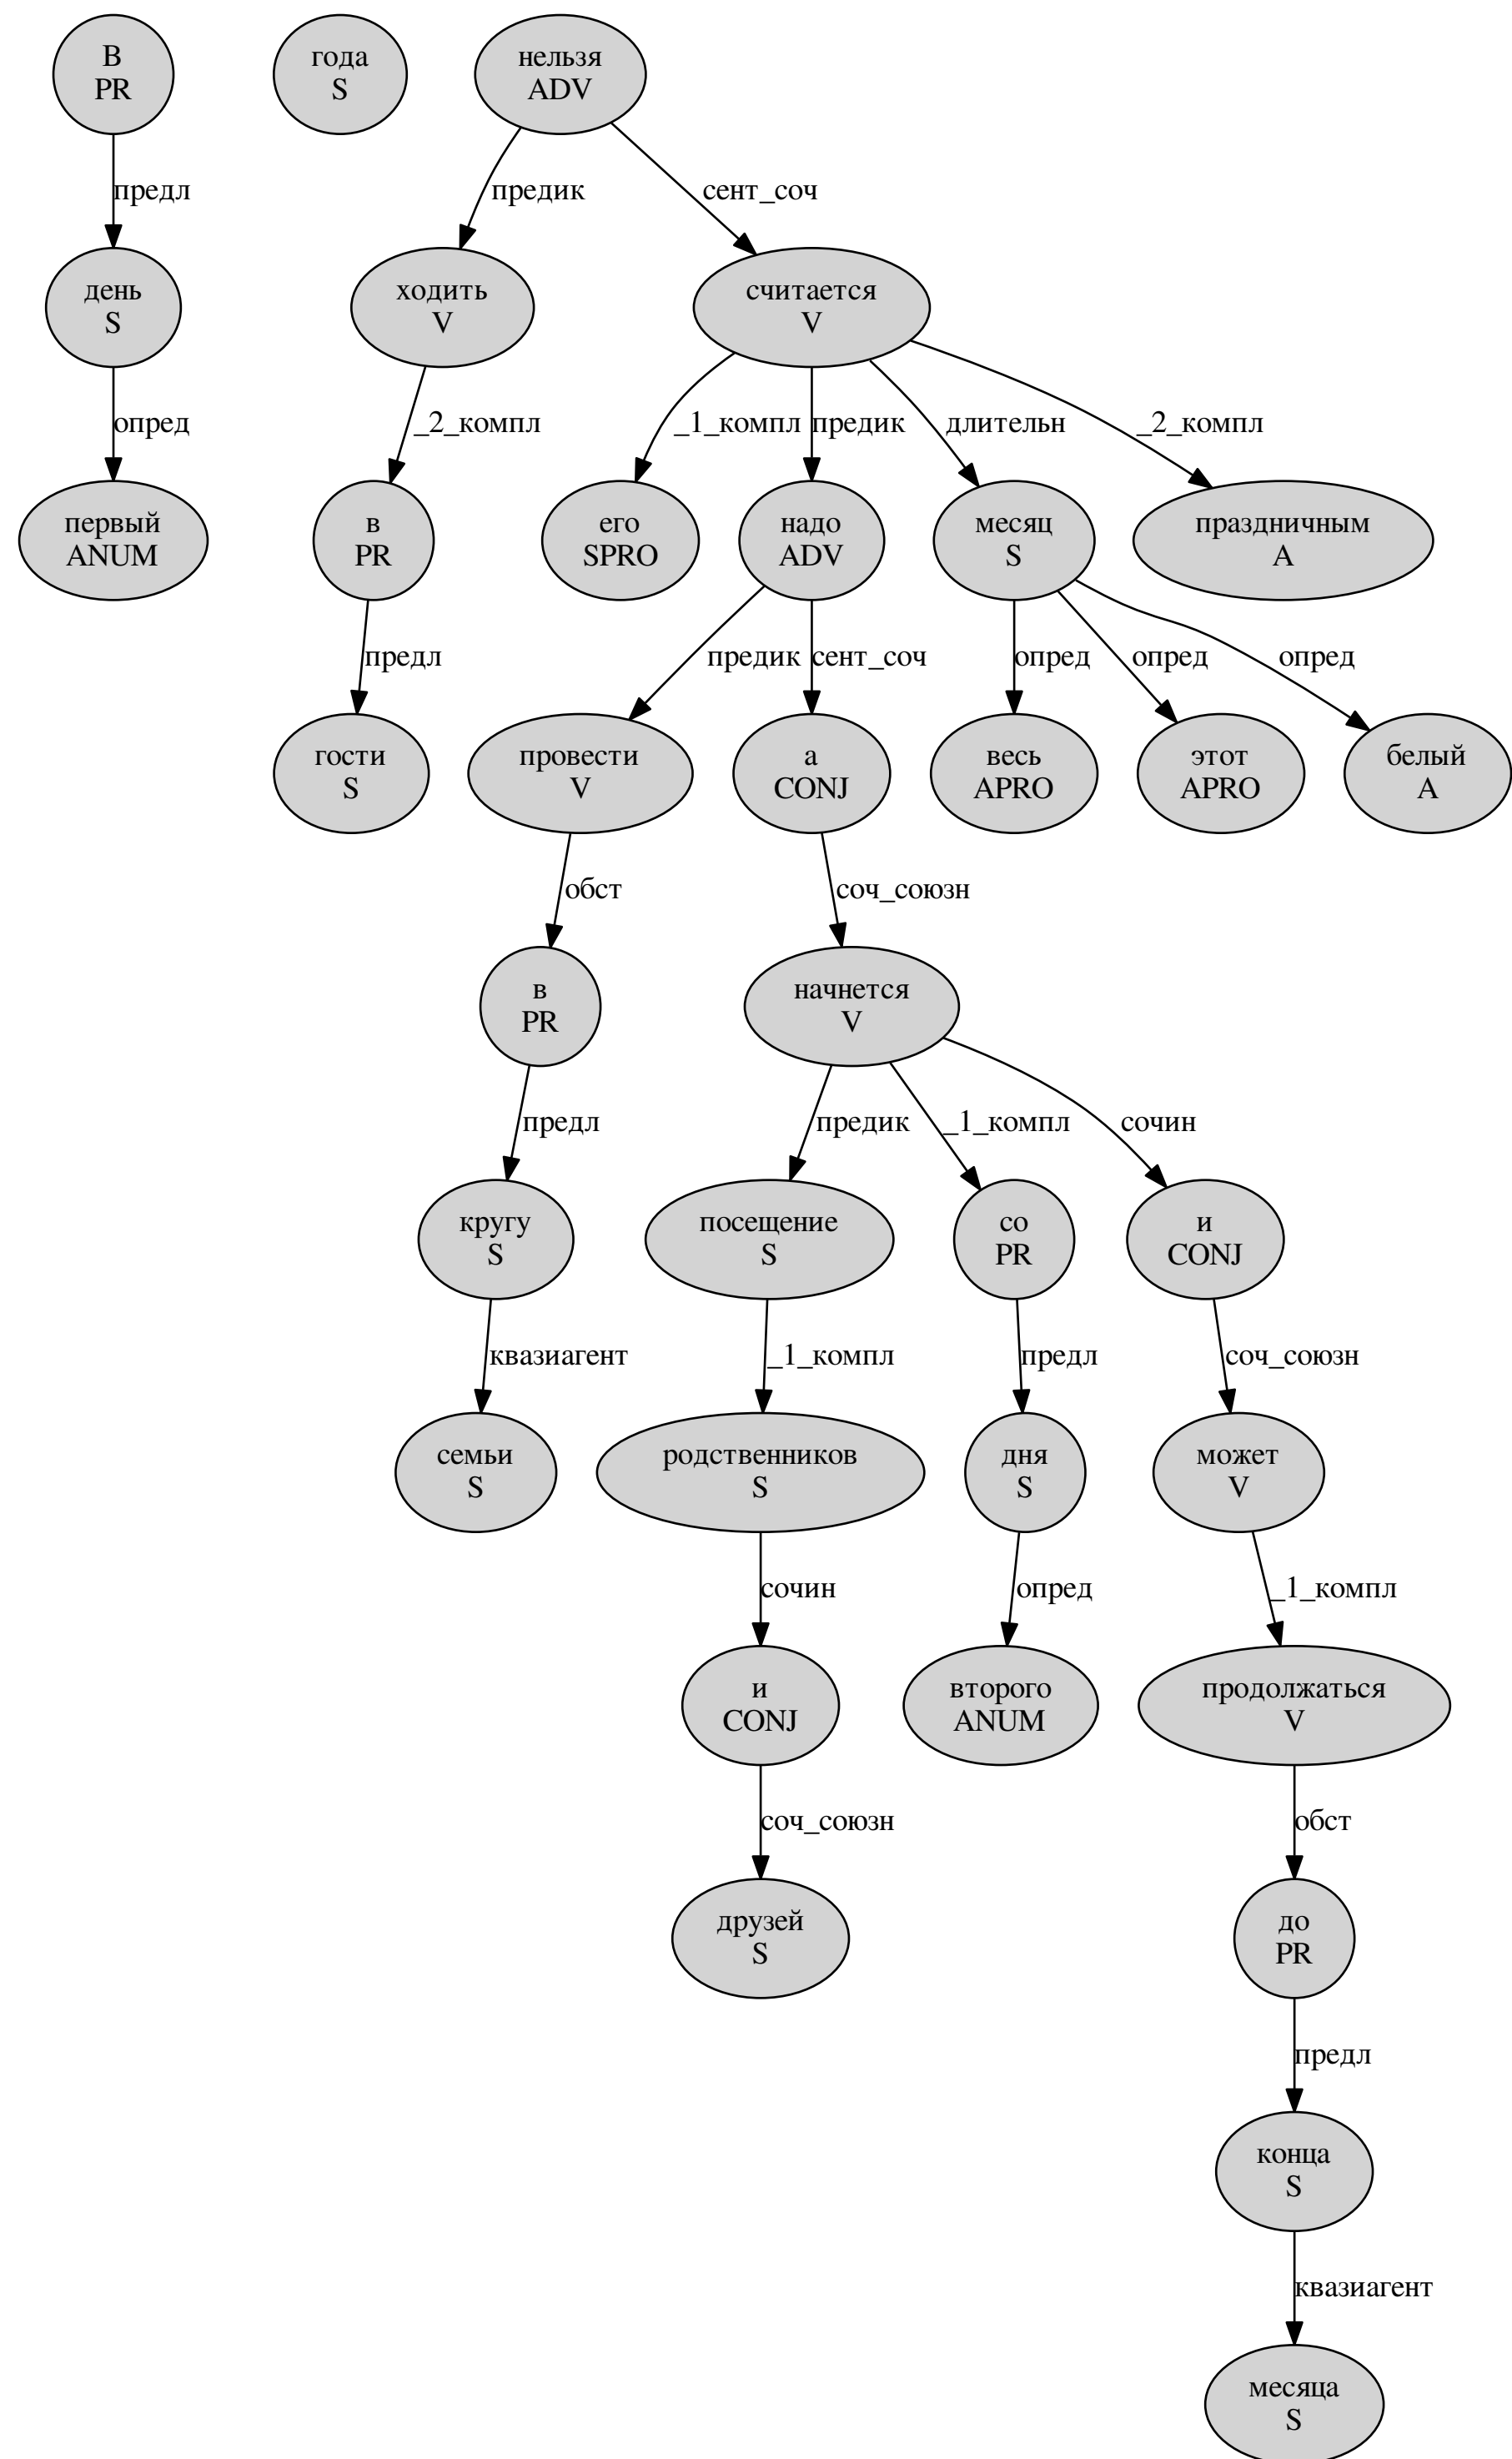 В
PR
года
S
нельзя
ADV
предл
предик
сент_соч
день
S
ходить
V
считается
V
опред
_2_компл
_1_компл
предик
длительн
_2_компл
первый
ANUM
в
PR
его
SPRO
надо
ADV
месяц
S
праздничным
A
предл
предик
сент_соч
опред
опред
опред
гости
S
провести
V
а
CONJ
весь
APRO
этот
APRO
белый
A
обст
соч_союзн
в
PR
начнется
V
предл
предик
_1_компл
сочин
кругу
S
посещение
S
со
PR
и
CONJ
квазиагент
_1_компл
предл
соч_союзн
семьи
S
родственников
S
дня
S
может
V
сочин
опред
_1_компл
и
CONJ
второго
ANUM
продолжаться
V
соч_союзн
обст
друзей
S
до
PR
предл
конца
S
квазиагент
месяца
S